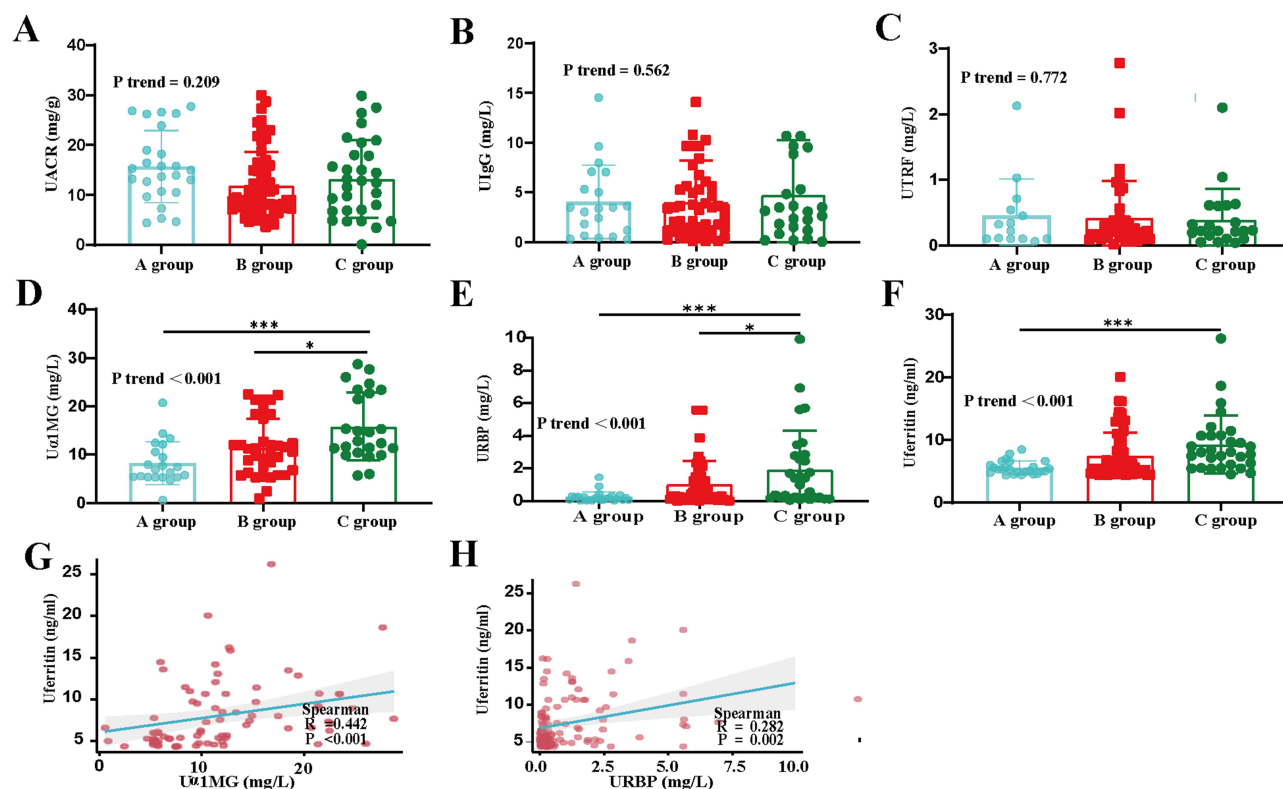 A
UACR (mg/g)
40
30
20
10
0
P trend = 0.209
A group
B group
C group
B
UIgG (mg/L)
20
15
10
5
0
P trend = 0.562
A group
B group
C group
C
UTRF (mg/L)
3
2
1
0
P trend = 0.772
A group
B group
C group
D
Uα1MG (mg/L)
40
30
20
10
0
P trend <0.001
***
*
A group
B group
C group
E
URBP (mg/L)
10
8
6
4
2
0
P trend <0.001
***
*
A group
B group
C group
F
Uferritin (ng/ml)
30
20
10
0
P trend <0.001
***
A group
B group
C group
G
Uferritin (ng/ml)
25
20
15
10
5
Spearman
R =0.442
P <0.001
0
10
20
Uα1MG (mg/L)
H
Uferritin (ng/ml)
25
20
15
10
5
Spearman
R = 0.282
P = 0.002
0.0
2.5
5.0
7.5
10.0
URBP (mg/L)